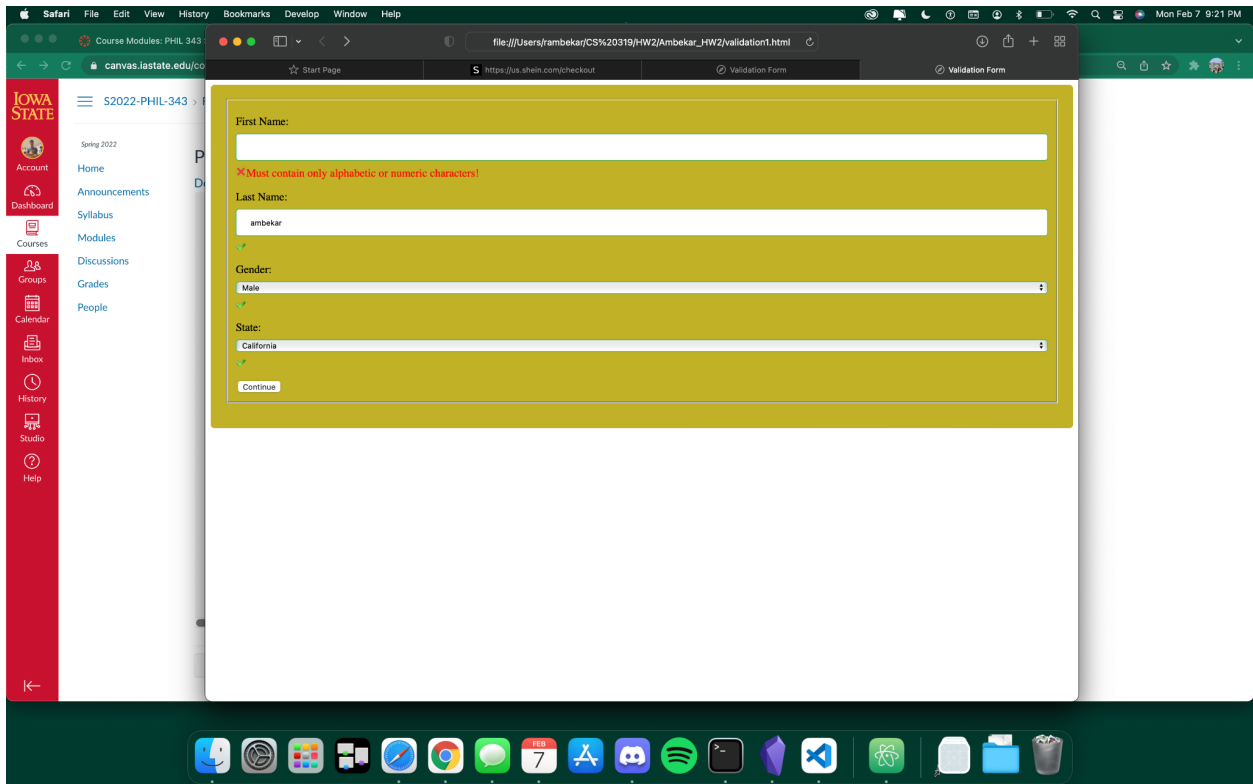 Safari File Edit View History Bookmarks Develop Window Help Mon Feb 7 9:21 PM
Course Modules: PHIL 343
file:///Users/rambekar/CS%20319/HW2/Ambekar_HW2/validation1.html
canvas.iastate.edu/co
Start Page
S https://us.shein.com/checkout
Validation Form
Validation Form
IOWA
STATE
Account
Dashboard
Courses
Groups
Calendar
Inbox
History
Studio
Help
S2022-PHIL-343
Spring 2022
Home
Announcements
Syllabus
Modules
Discussions
Grades
People
P
De
First Name:
Must contain only alphabetic or numeric characters!
Last Name:
ambekar
Gender:
Male
State:
California
Continue
FEB
7